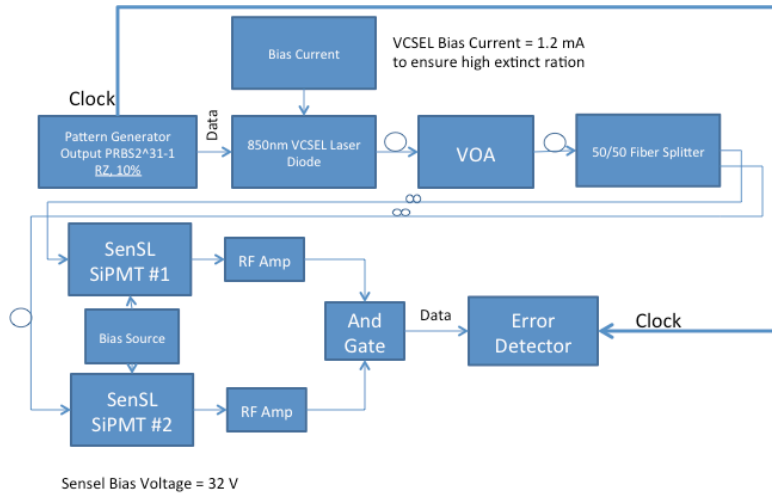 Bias Current
VCSEL Bias Current = 1.2 mA
to ensure high extinct ration
Clock
Pattern Generator
Output PRBS2^31-1
RZ, 10%
Data
850nm VCSEL Laser
Diode
VOA
50/50 Fiber Splitter
SenSL
SiPMT #1
RF Amp
Bias Source
And
Gate
Data
Error
Detector
Clock
SenSL
SiPMT #2
RF Amp
Sensel Bias Voltage = 32 V